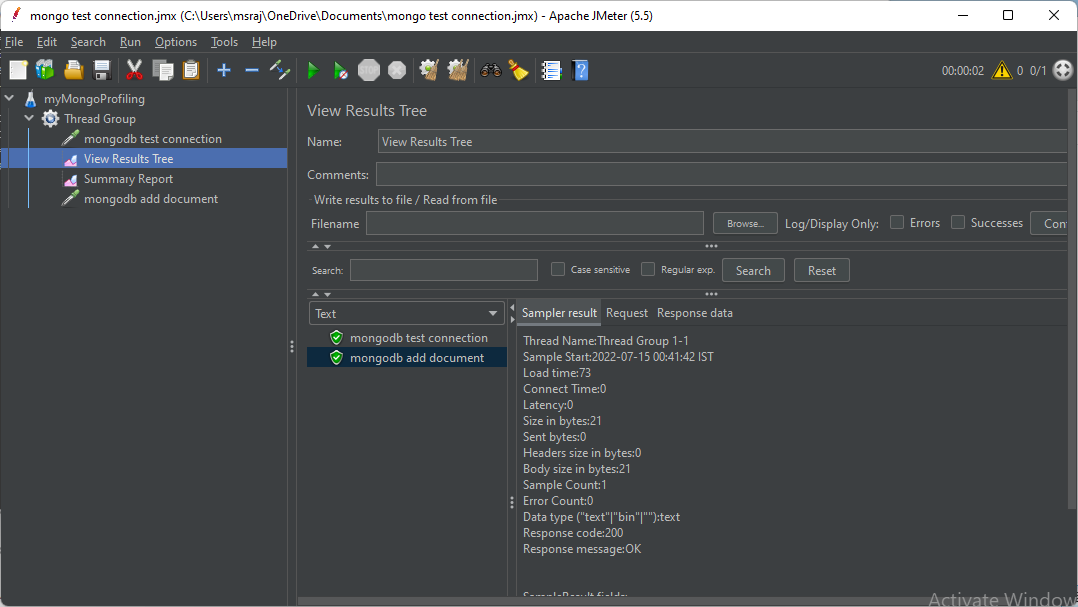 mongo test connection.jmx (C:\Users\msraj\OneDrive\Documents\mongo test connection.jmx) - Apache JMeter (5.5)
File Edit Search Run Options Tools Help
STOP
00:00:02 0 0/1
myMongoProfiling
Thread Group
mongodb test connection
View Results Tree
Summary Report
mongodb add document
View Results Tree
Name: View Results Tree
Comments:
Write results to file / Read from file
Filename Browse... Log/Display Only: Errors Successes Con
Search: Case sensitive Regular exp. Search Reset
Text
mongodb test connection
mongodb add document
Sampler result Request Response data
Thread Name:Thread Group 1-1
Sample Start:2022-07-15 00:41:42 IST
Load time:73
Connect Time:0
Latency:0
Size in bytes:21
Sent bytes:0
Headers size in bytes:0
Body size in bytes:21
Sample Count:1
Error Count:0
Data type ("text"|"bin"|""):text
Response code:200
Response message:OK
SampleResult fields:
Activate Window